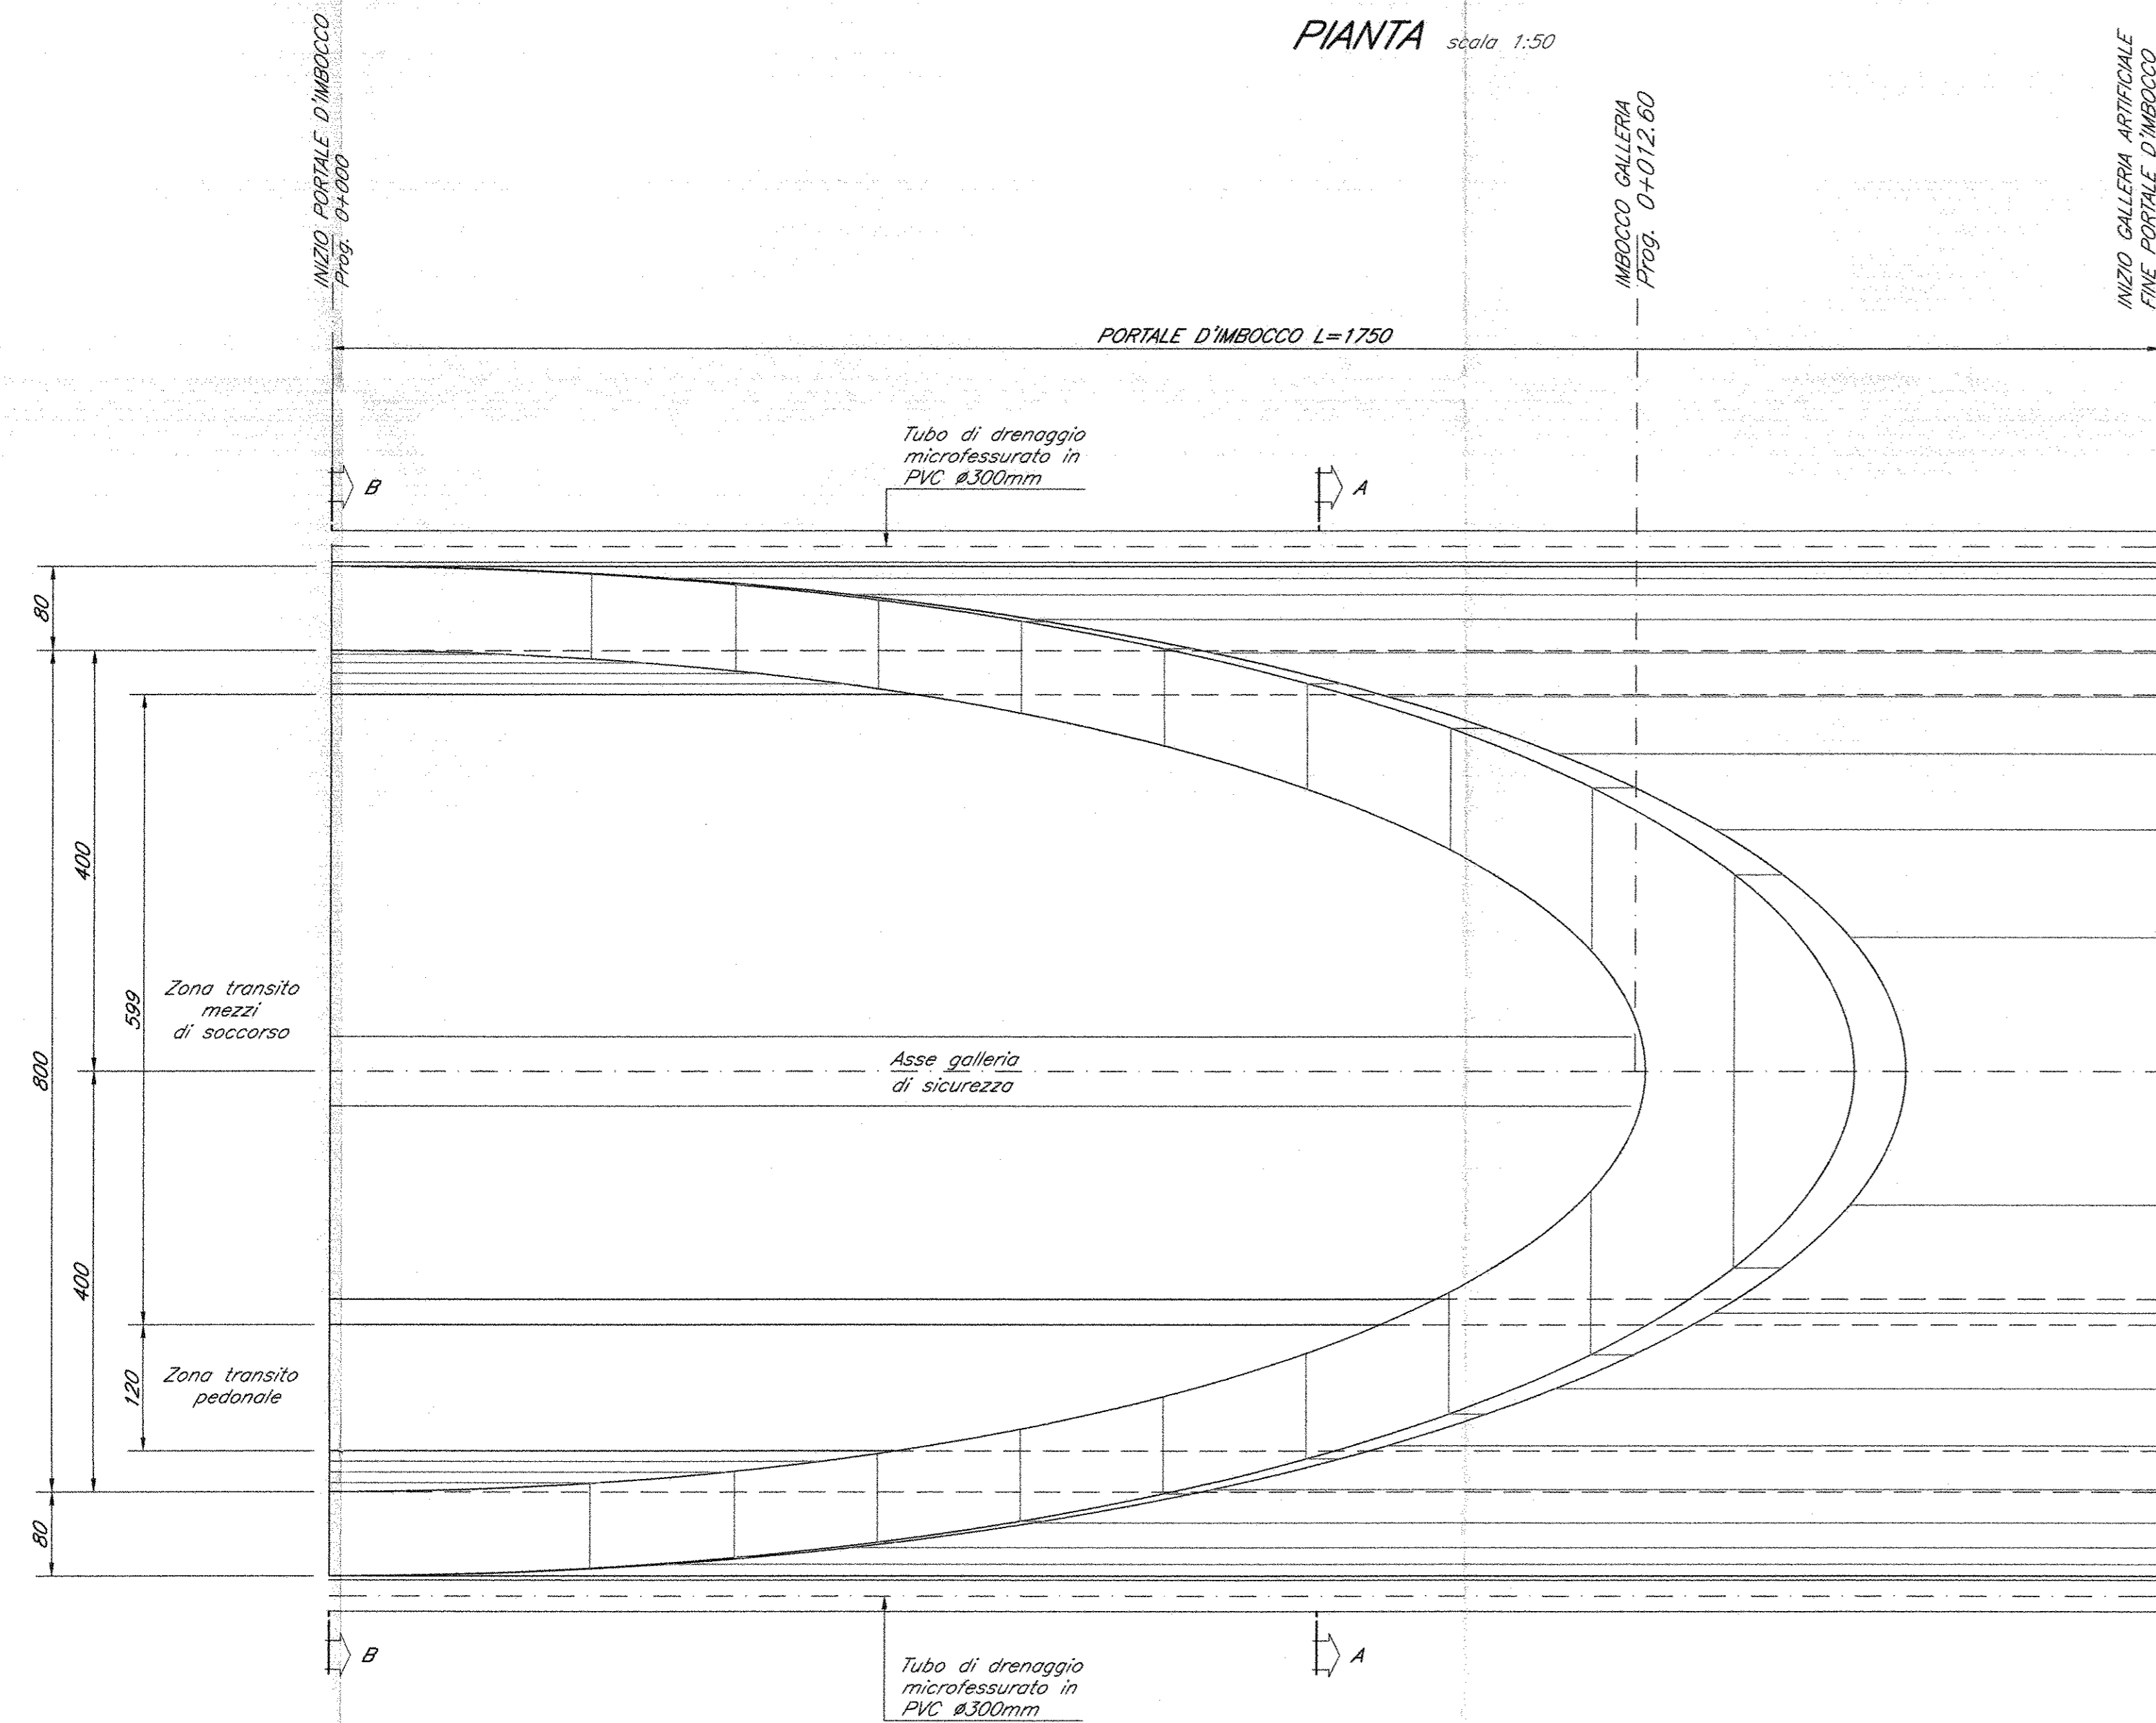 PIANTA scala 1:50
INIZIO PORTALE D'IMBOCCO
Prog. 0+000
IMBOCCO GALLERIA
Prog. 0+012.60
INIZIO GALLERIA ARTIFICIALE
FINE PORTALE D'IMBOCCO
PORTALE D'IMBOCCO L=1750
Tubo di drenaggio
microfessurato in
PVC ø300mm
B
A
80
400
599
800
Zona transito
mezzi
di soccorso
Asse galleria
di sicurezza
400
120
Zona transito
pedonale
80
B
A
Tubo di drenaggio
microfessurato in
PVC ø300mm